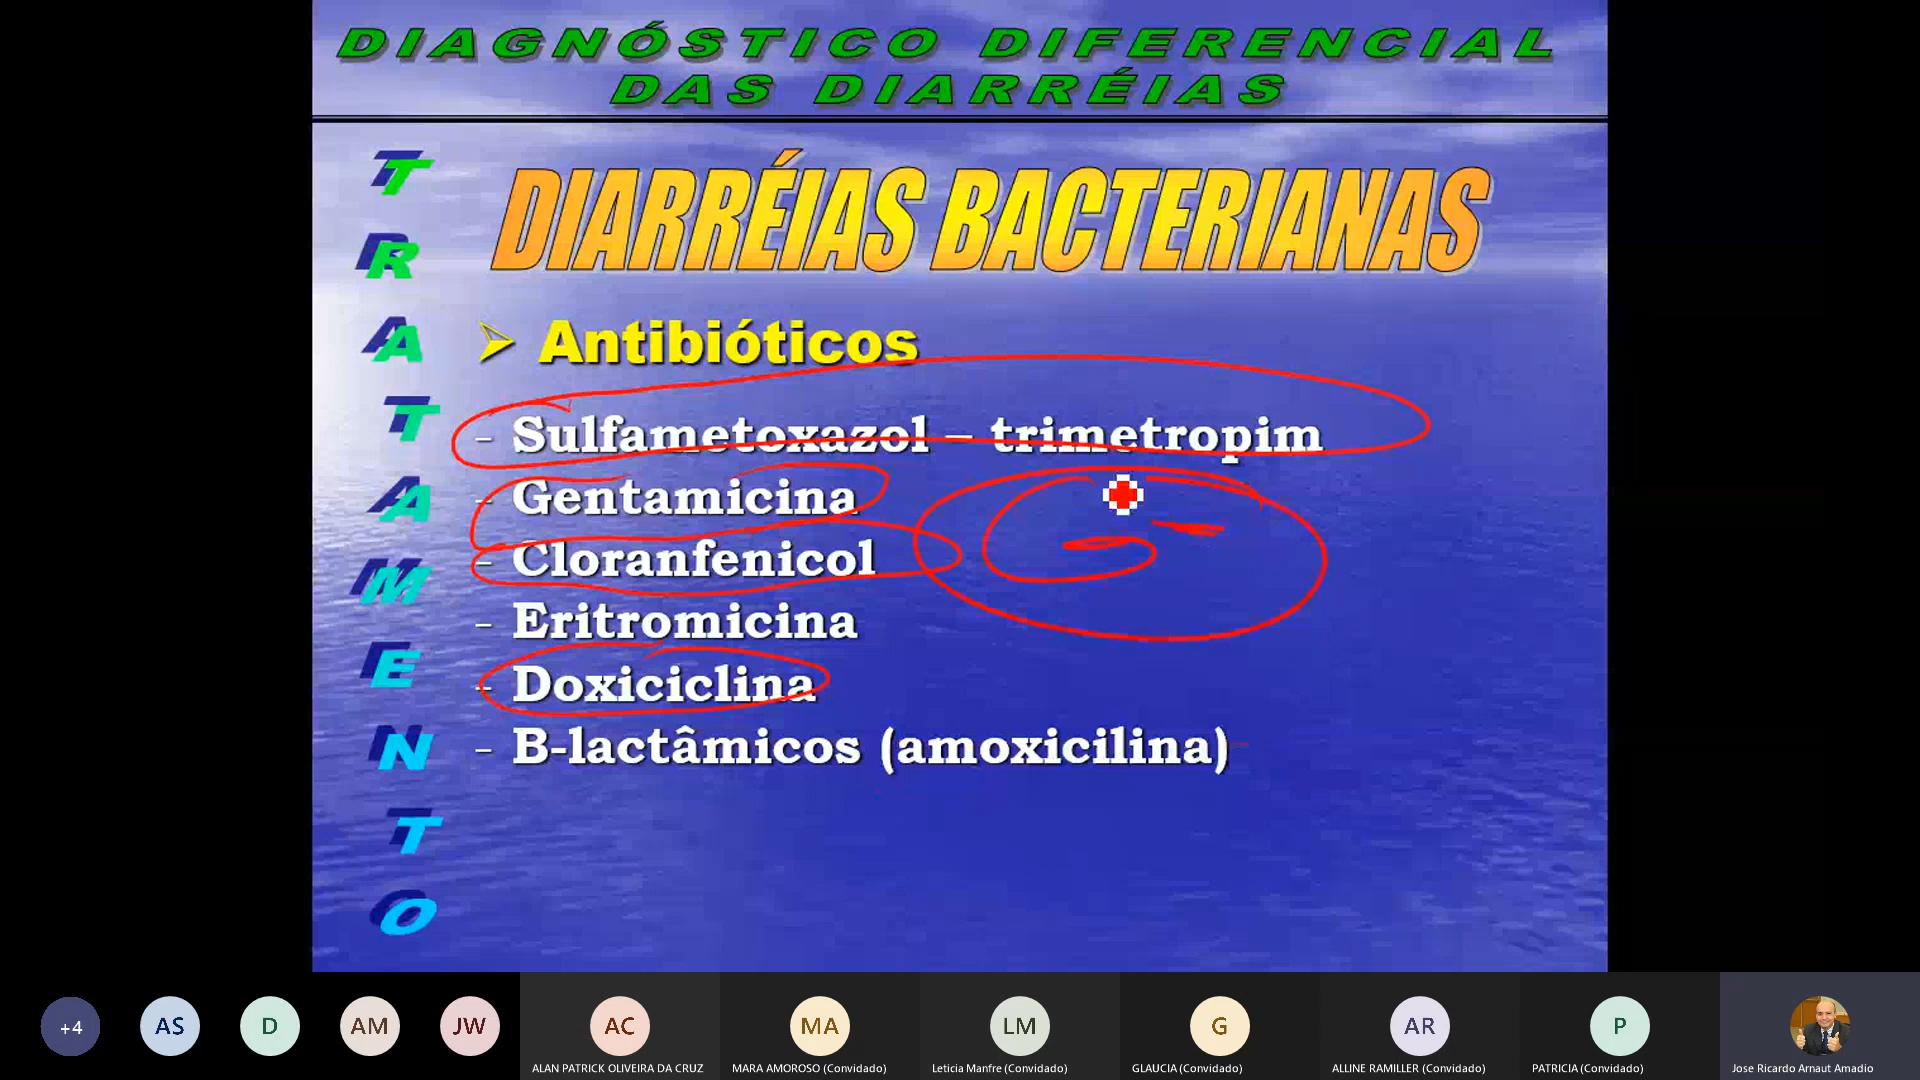 DIAGNÓSTICO DIFERENCIAL
DAS DIARRÉIAS
TRATAMENTO
DIARRÉIAS BACTERIANAS
➢ Antibióticos
- Sulfametoxazol – trimetropim
- Gentamicina
- Cloranfenicol
- Eritromicina
- Doxiciclina
- B-lactâmicos (amoxicilina)
+4
AS
D
AM
JW
AC
MA
LM
G
AR
P
ALAN PATRICK OLIVEIRA DA CRUZ
MARA AMOROSO (Convidado)
Leticia Manfre (Convidado)
GLAUCIA (Convidado)
ALLINE RAMILLER (Convidado)
PATRICIA (Convidado)
Jose Ricardo Arnaut Amadio